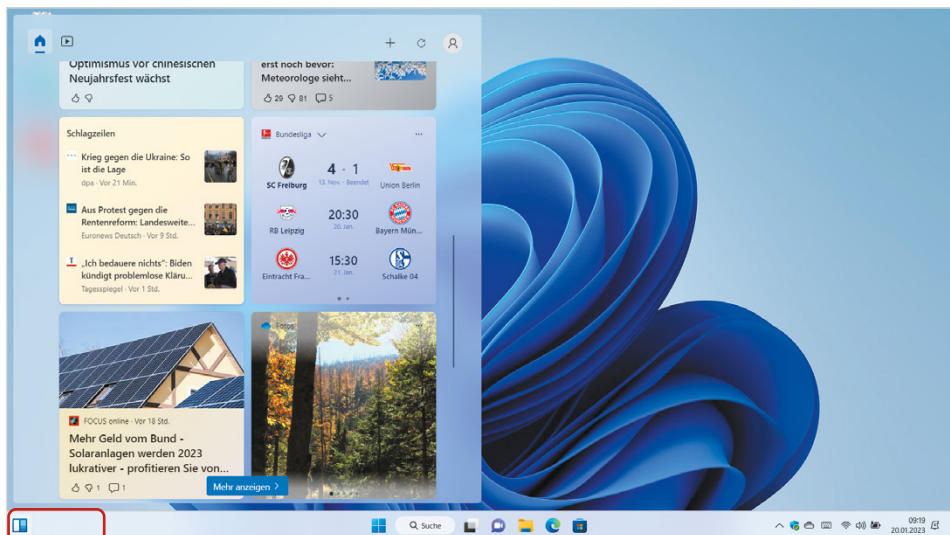 Optimismus vor chinesischen
Neujahrsfest wächst
erst noch bevor:
Meteorologe sieht...
29 81 5
Schlagzeilen
Krieg gegen die Ukraine: So
ist die Lage
dpa · Vor 21 Min.
Aus Protest gegen die
Rentenreform: Landesweite...
Euronews Deutsch · Vor 9 Std.
„Ich bedauere nichts“: Biden
kündigt problemlose Kläru...
Tagesspiegel · Vor 1 Std.
Bundesliga
4 · 1
13. Nov. · Beendet
SC Freiburg
Union Berlin
20:30
20. Jan.
RB Leipzig
Bayern Mün...
15:30
21. Jan.
Eintracht Fra...
Schalke 04
FOCUS online · Vor 18 Std.
Mehr Geld vom Bund -
Solaranlagen werden 2023
lukrativer - profitieren Sie von...
1 1
Fotos
Mehr anzeigen
Suche
09:19
20.01.2023